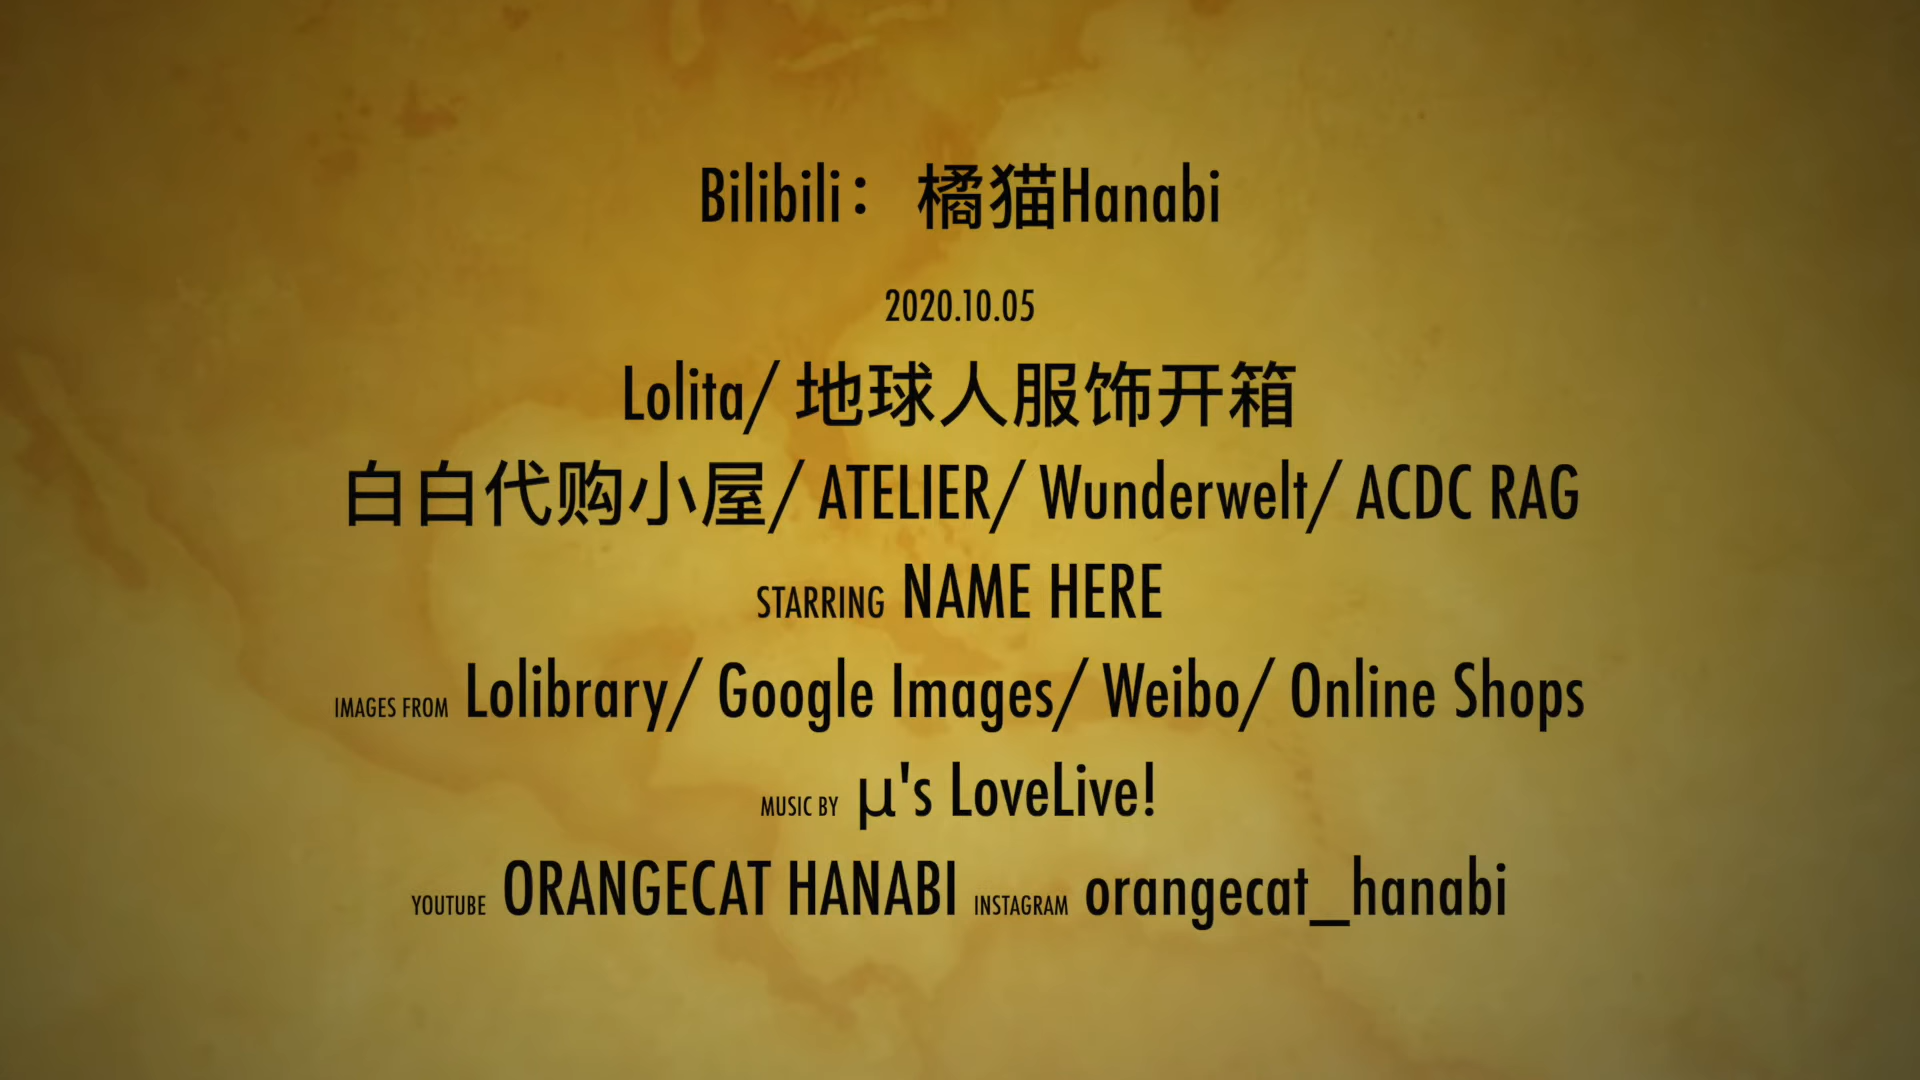 Bilibili： 橘猫Hanabi
2020.10.05
Lolita/ 地球人服饰开箱
白白代购小屋/ ATELIER/ Wunderwelt/ ACDC RAG
STARRING NAME HERE
IMAGES FROM Lolibrary/ Google Images/ Weibo/ Online Shops
MUSIC BY μ's LoveLive!
YOUTUBE ORANGECAT HANABI INSTAGRAM orangecat_hanabi